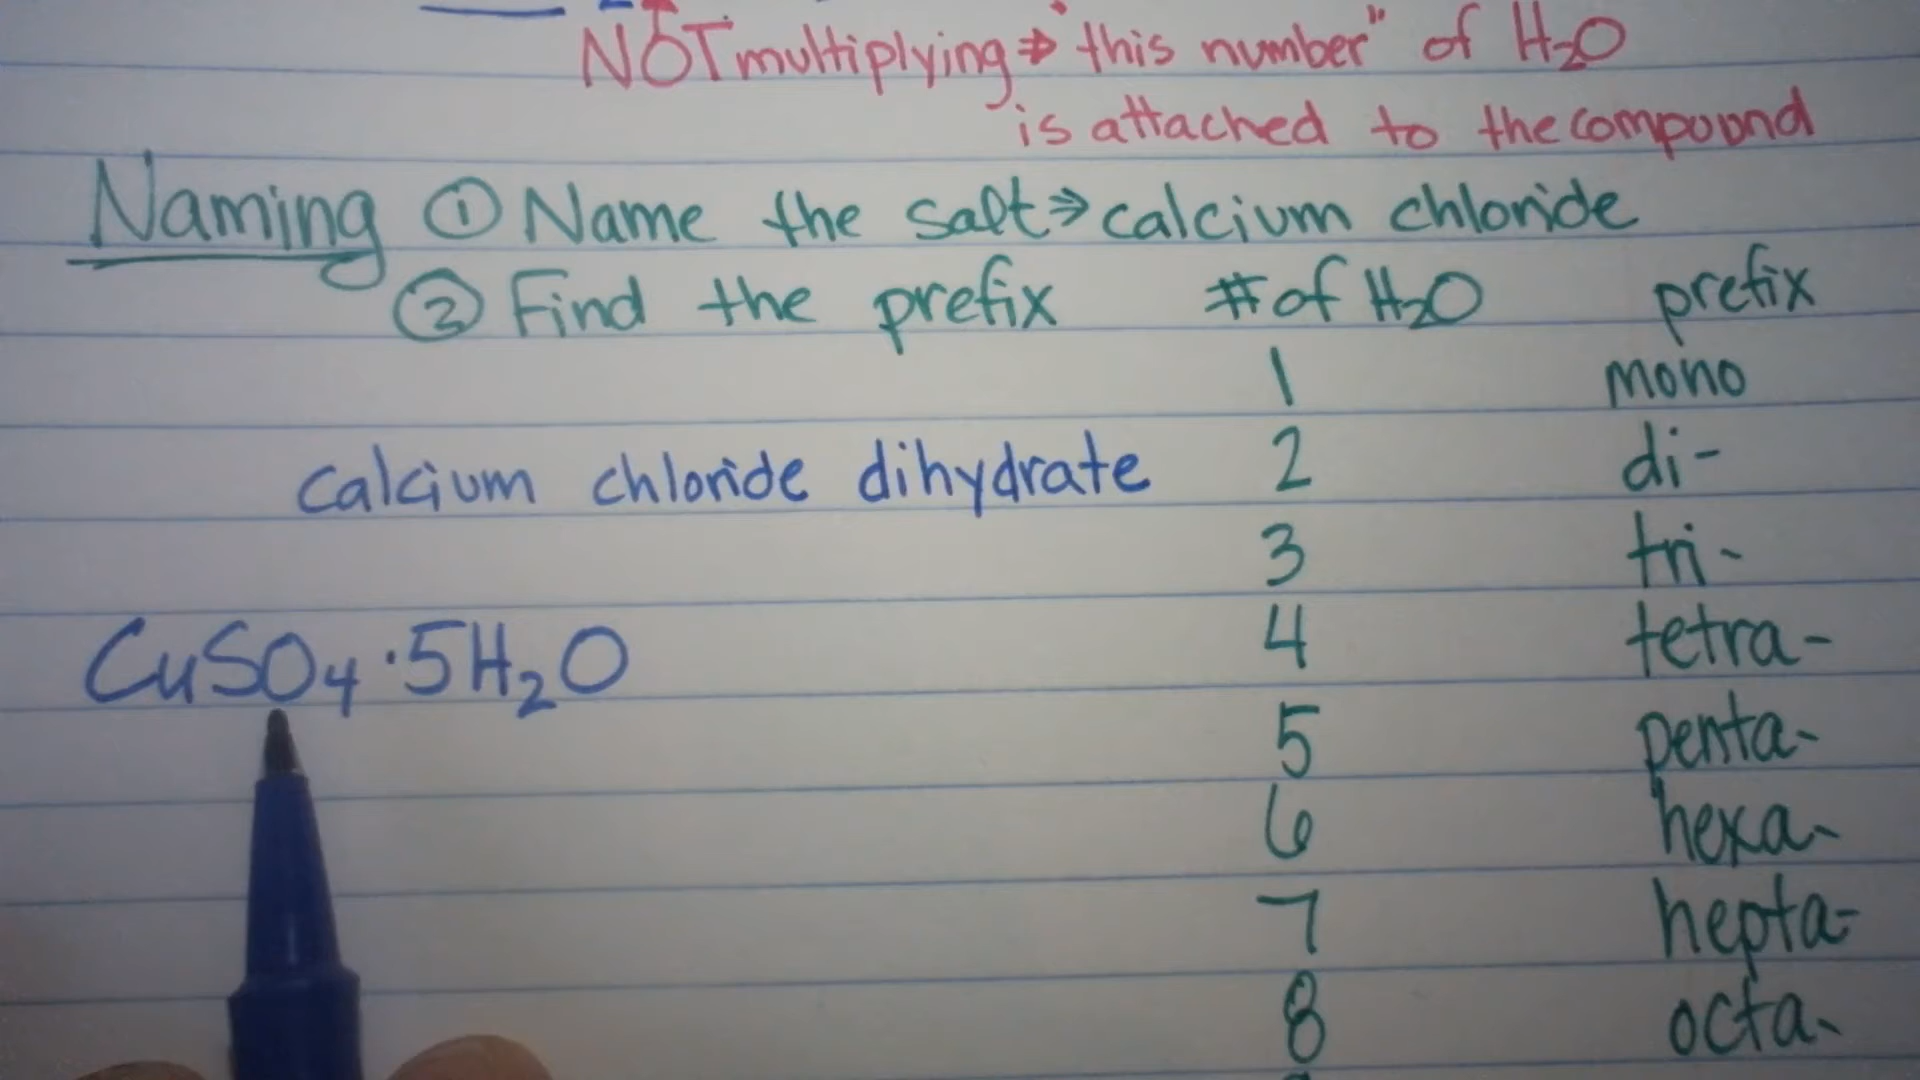 NOT multiplying ⇒ "this number" of H₂O
is attached to the compound
Naming ① Name the salt ⇒ calcium chloride
② Find the prefix # of H₂O prefix
1 mono
calcium chloride dihydrate 2 di-
3 tri-
CuSO₄·5H₂O 4 tetra-
5 penta-
6 hexa-
7 hepta-
8 octa-